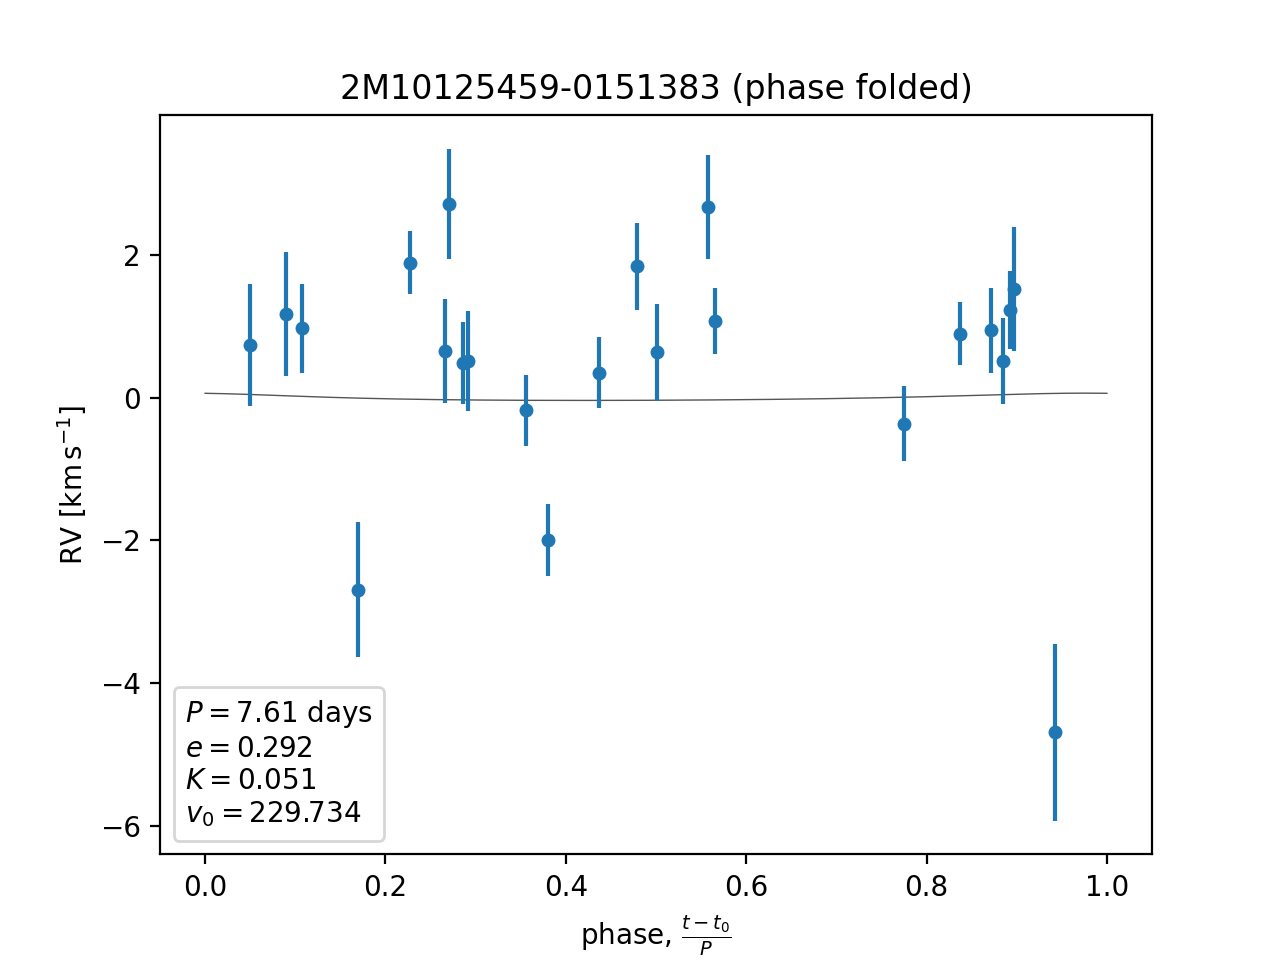 2M10125459-0151383 (phase folded)
RV [km s⁻¹]
2
0
−2
−4
−6
P = 7.61 days
e = 0.292
K = 0.051
v₀ = 229.734
0.0 0.2 0.4 0.6 0.8 1.0
phase, (t − t₀)/P